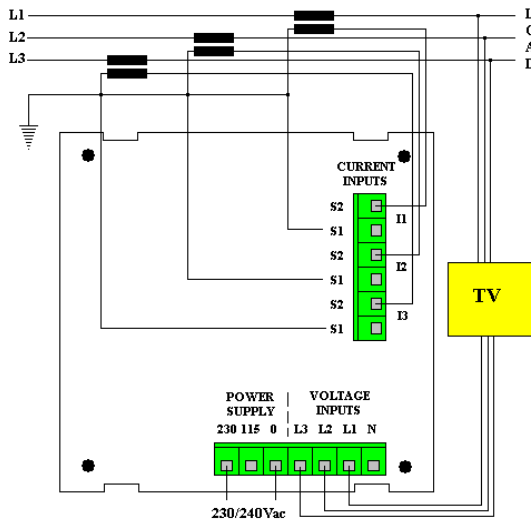 L1
L2
L3
L
O
A
D
CURRENT
INPUTS
S2
I1
S1
S2
I2
S1
S2
I3
S1
TV
POWER
SUPPLY
VOLTAGE
INPUTS
230 115 0 L3 L2 L1 N
230/240Vac